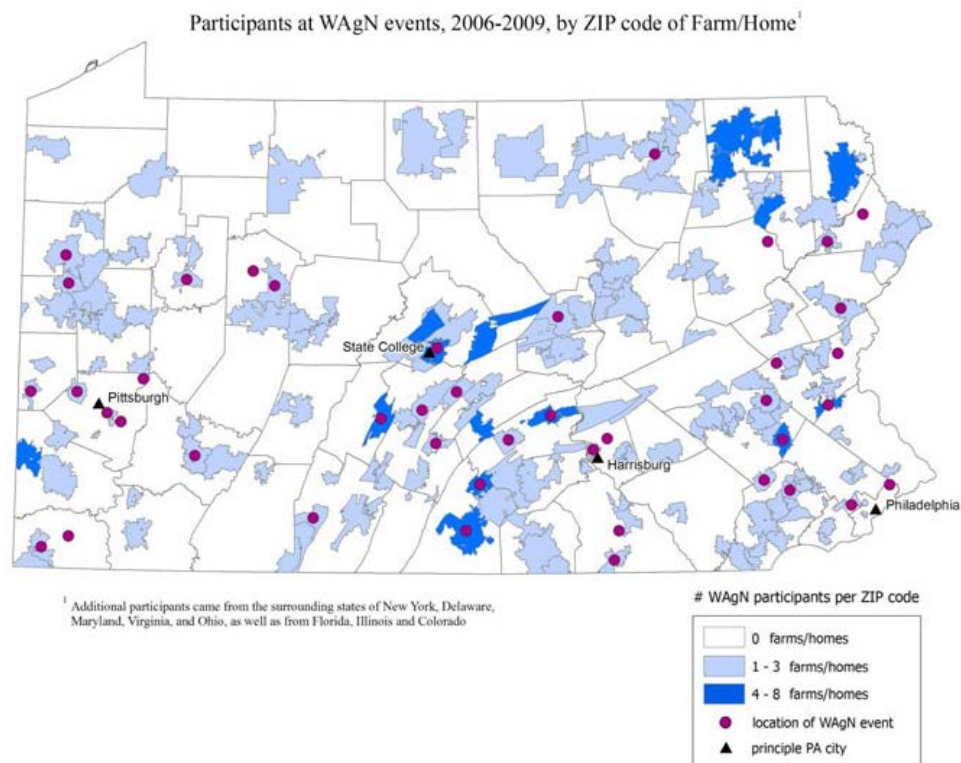 Participants at WAgN events, 2006-2009, by ZIP code of Farm/Home1
State College
Pittsburgh
Harrisburg
Philadelphia
1 Additional participants came from the surrounding states of New York, Delaware,
Maryland, Virginia, and Ohio, as well as from Florida, Illinois and Colorado
# WAgN participants per ZIP code
0 farms/homes
1 - 3 farms/homes
4 - 8 farms/homes
location of WAgN event
principle PA city